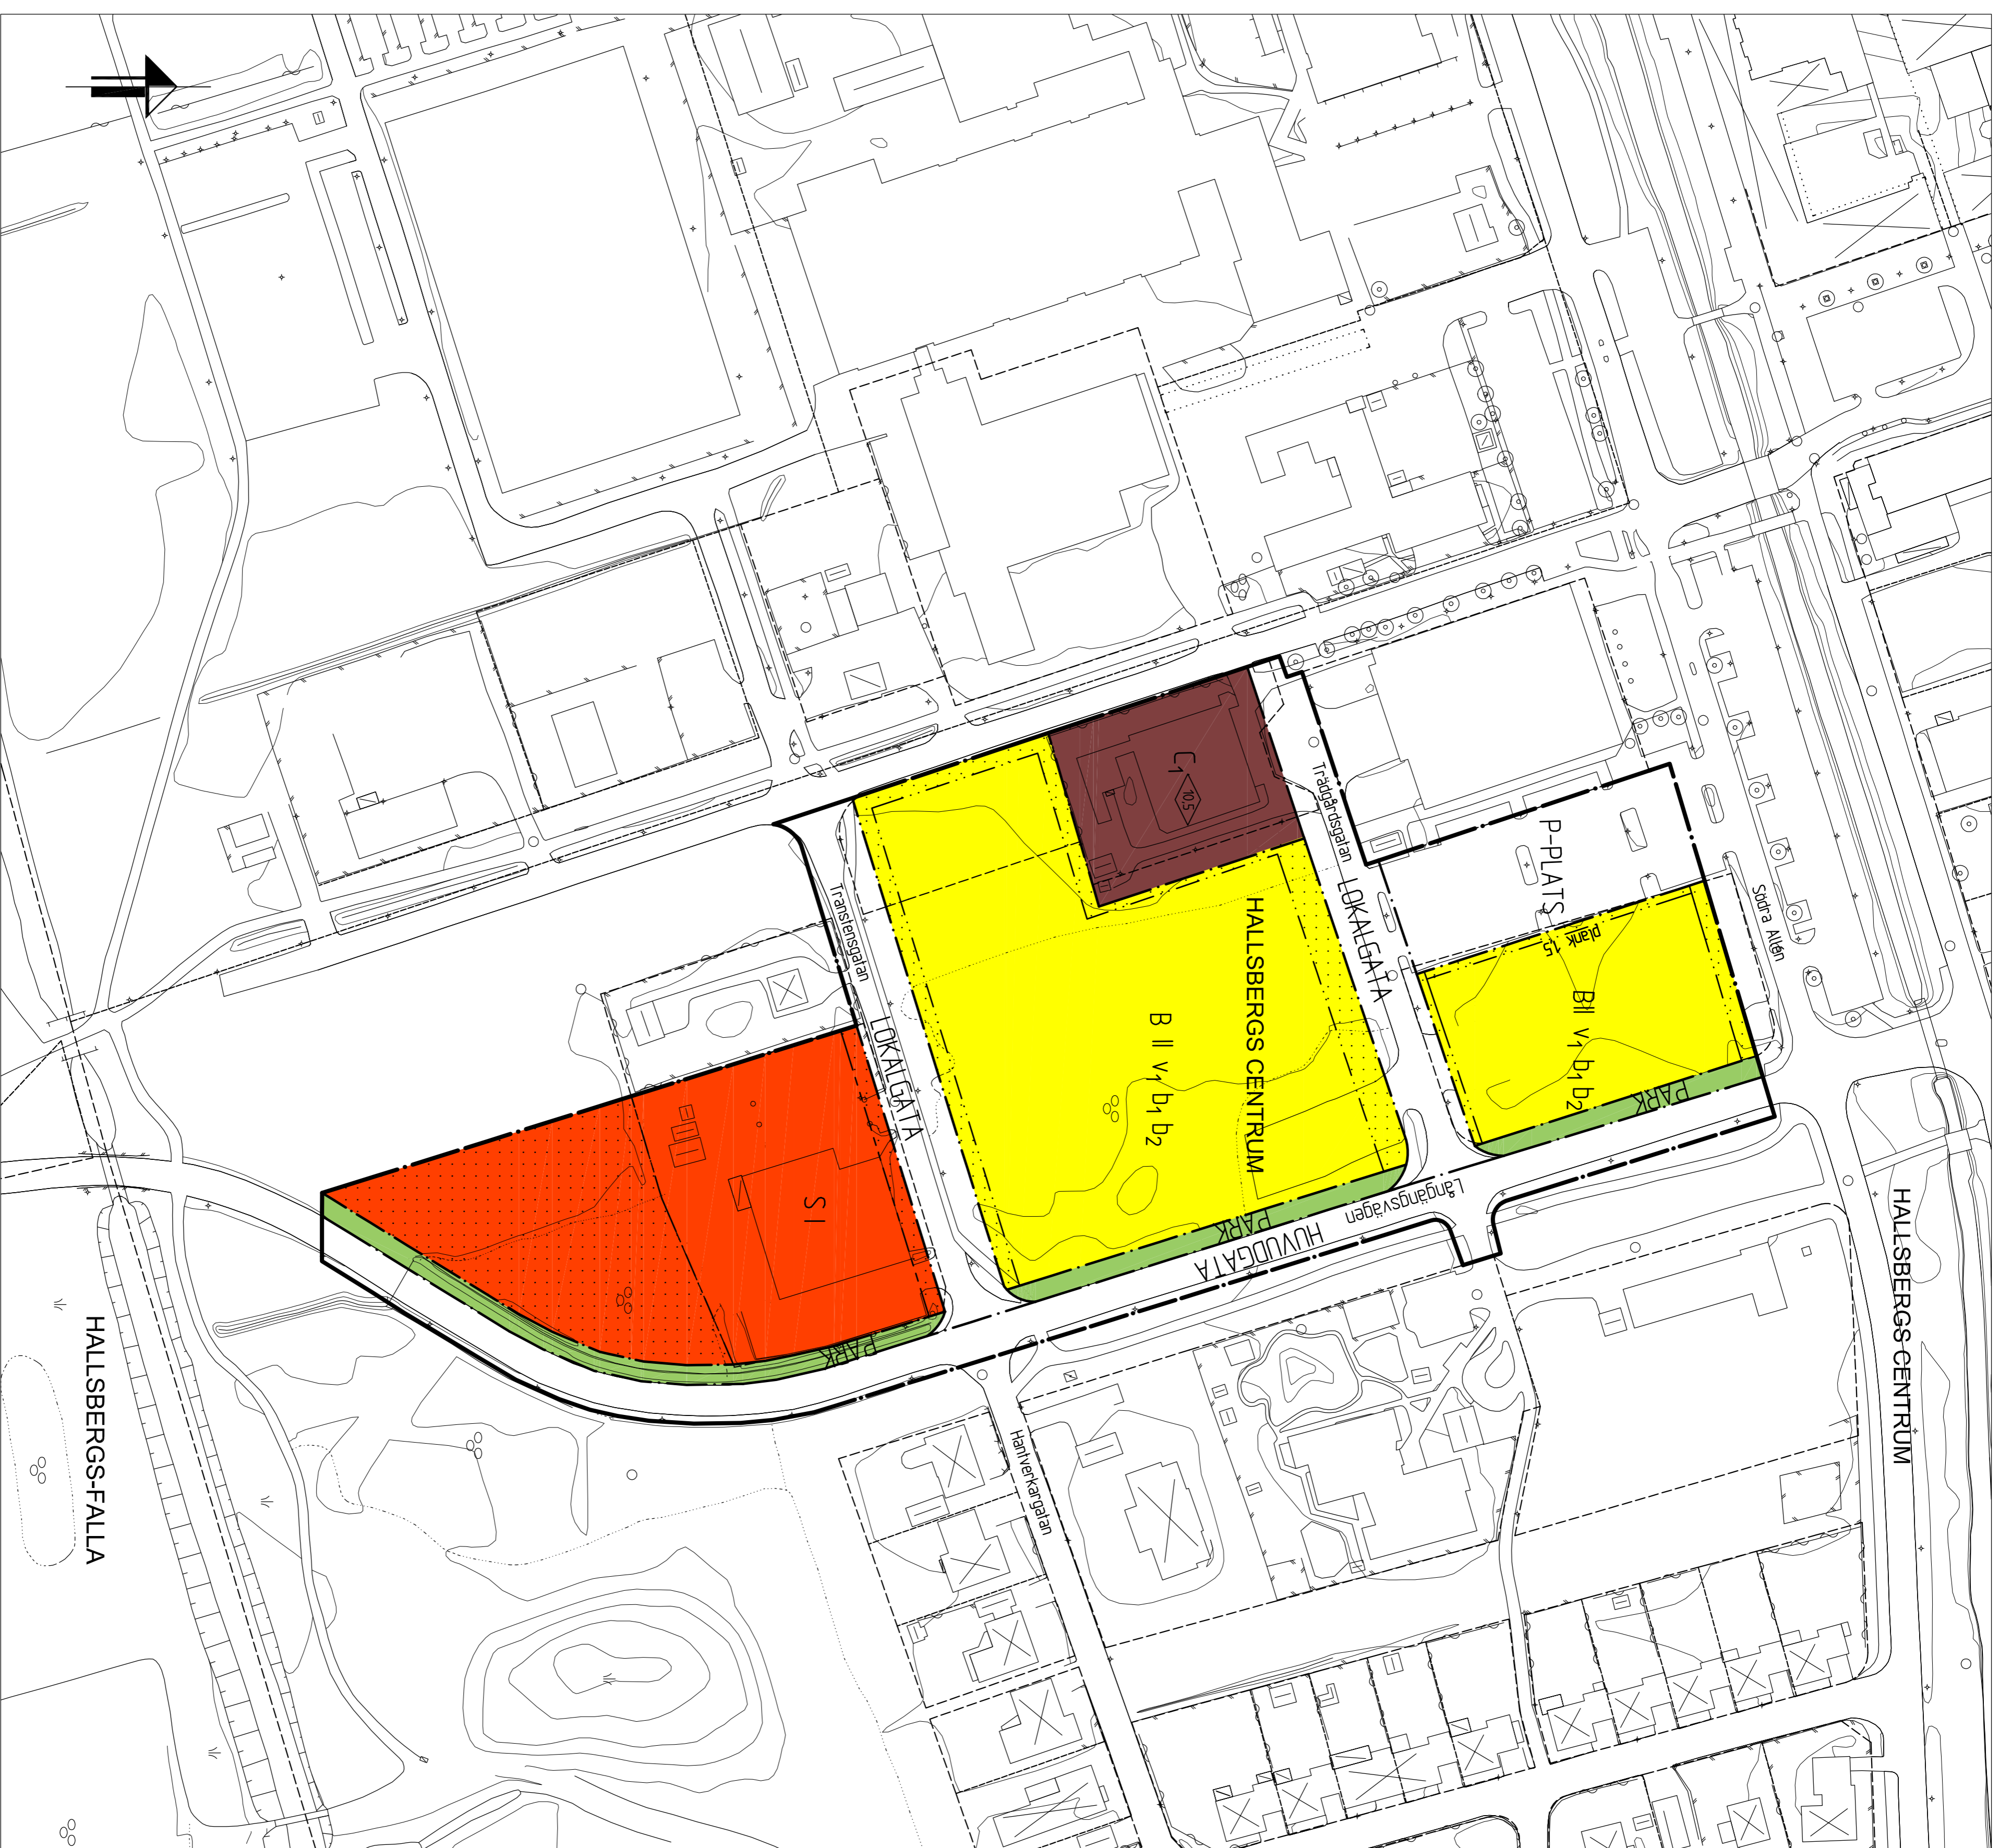 HALLSBERGS CENTRUM
Södra Allén
PARK
B II v1 b1 b2
plank 1,5
P-PLATS
Långängsvägen
HUVUDGATA
PARK
LOKALGATA
Trädgårdsgatan
HALLSBERGS CENTRUM
B II v1 b1 b2
C1
10,5
Hantverkargatan
LOKALGATA
Transtensgatan
PARK
S I
HALLSBERGS-FALLA